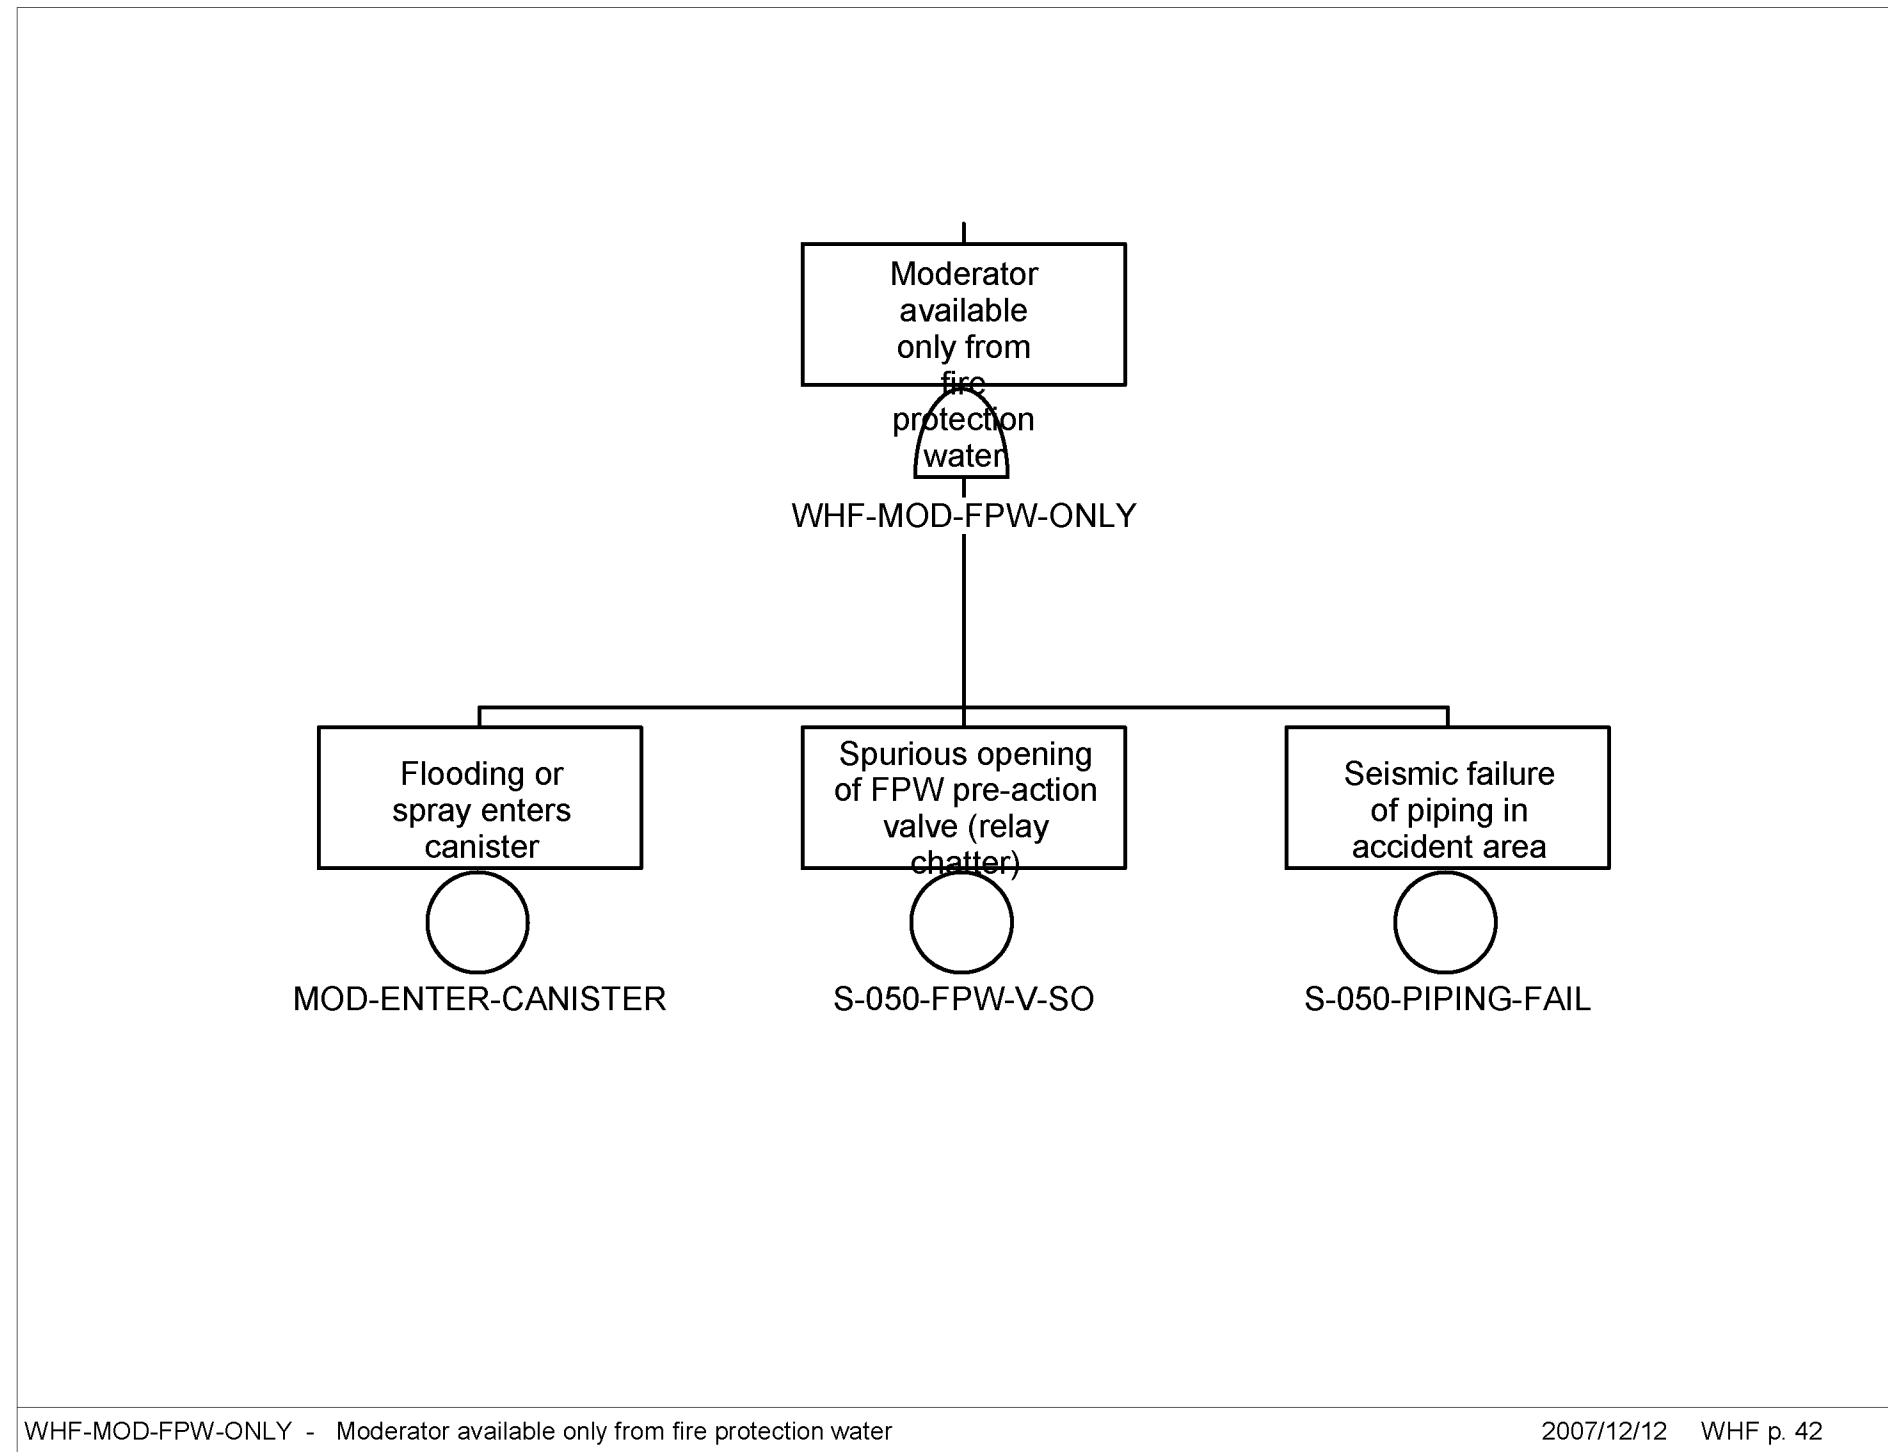 Moderator
available
only from
fire
protection
water
WHF-MOD-FPW-ONLY
Flooding or
spray enters
canister
MOD-ENTER-CANISTER
Spurious opening
of FPW pre-action
valve (relay
chatter)
S-050-FPW-V-SO
Seismic failure
of piping in
accident area
S-050-PIPING-FAIL
WHF-MOD-FPW-ONLY - Moderator available only from fire protection water
2007/12/12 WHF p. 42